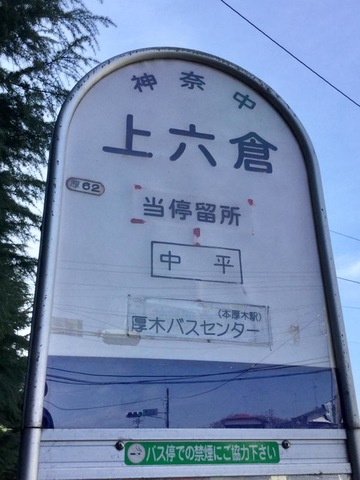 神奈中
上六倉
厚62
当停留所
中平
(本厚木駅)
厚木バスセンター
バス停での禁煙にご協力下さい